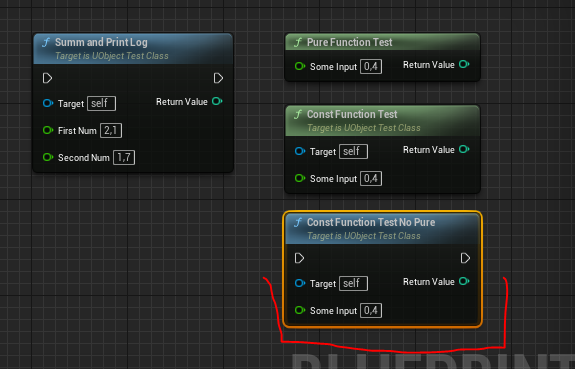 Summ and Print Log
Target is UObject Test Class
Target self
Return Value
First Num 2,1
Second Num 1,7
Pure Function Test
Some Input 0,4
Return Value
Const Function Test
Target is UObject Test Class
Target self
Return Value
Some Input 0,4
Const Function Test No Pure
Target is UObject Test Class
Target self
Return Value
Some Input 0,4
BLUEPRINT